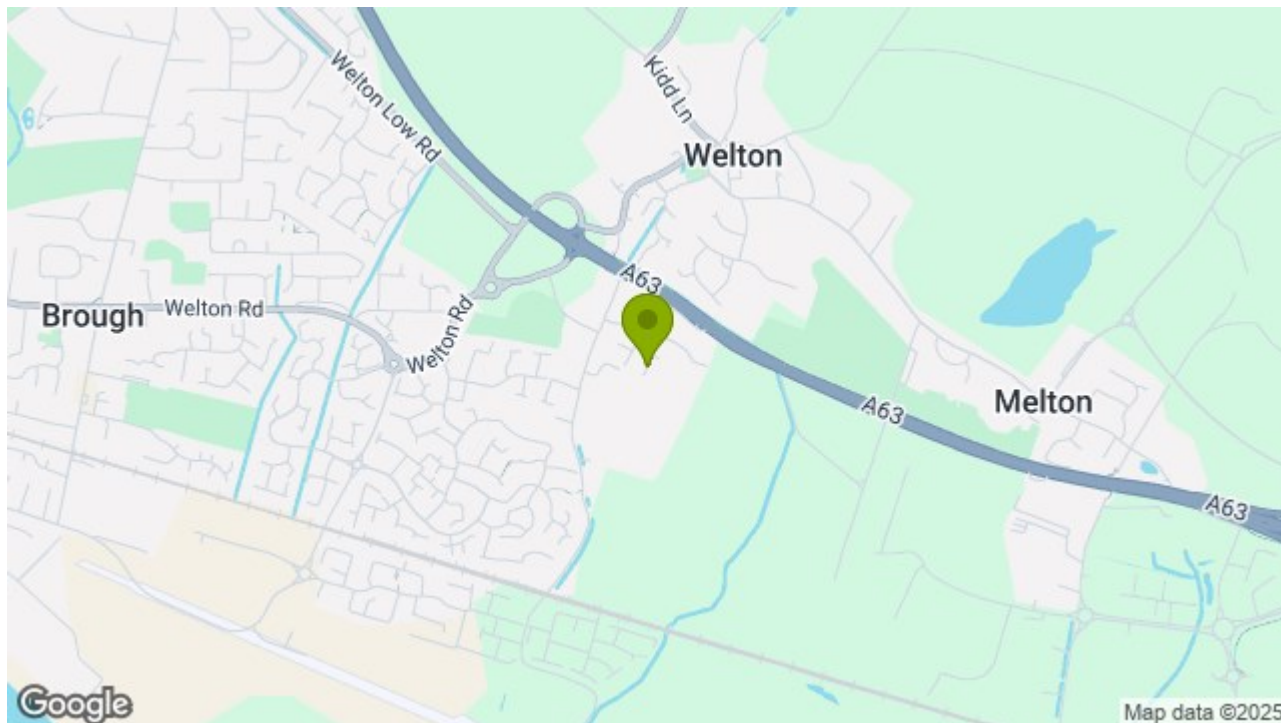 Welton Low Rd
Kidd Ln
Welton
A63
Brough
Welton Rd
Welton Rd
A63
Melton
A63
Google
Map data ©2025